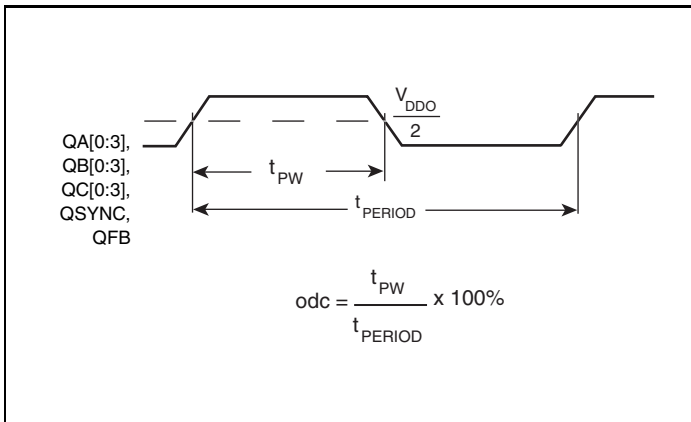 V_DDO
2
QA[0:3],
QB[0:3],
QC[0:3],
QSYNC,
QFB
t_PW
t_PERIOD
odc = t_PW / t_PERIOD x 100%